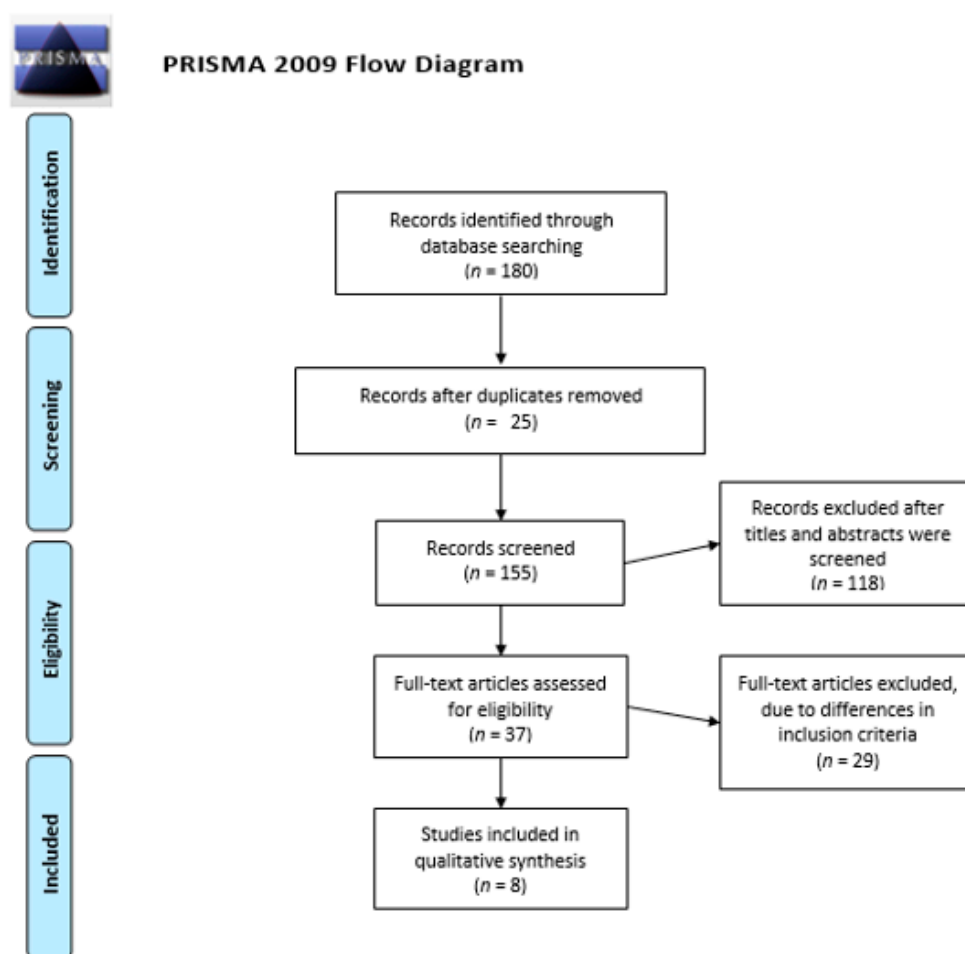 PRISMA
PRISMA 2009 Flow Diagram
Identification
Records identified through
database searching
(n = 180)
Screening
Records after duplicates removed
(n = 25)
Records screened
(n = 155)
Records excluded after
titles and abstracts were
screened
(n = 118)
Eligibility
Full-text articles assessed
for eligibility
(n = 37)
Full-text articles excluded,
due to differences in
inclusion criteria
(n = 29)
Included
Studies included in
qualitative synthesis
(n = 8)